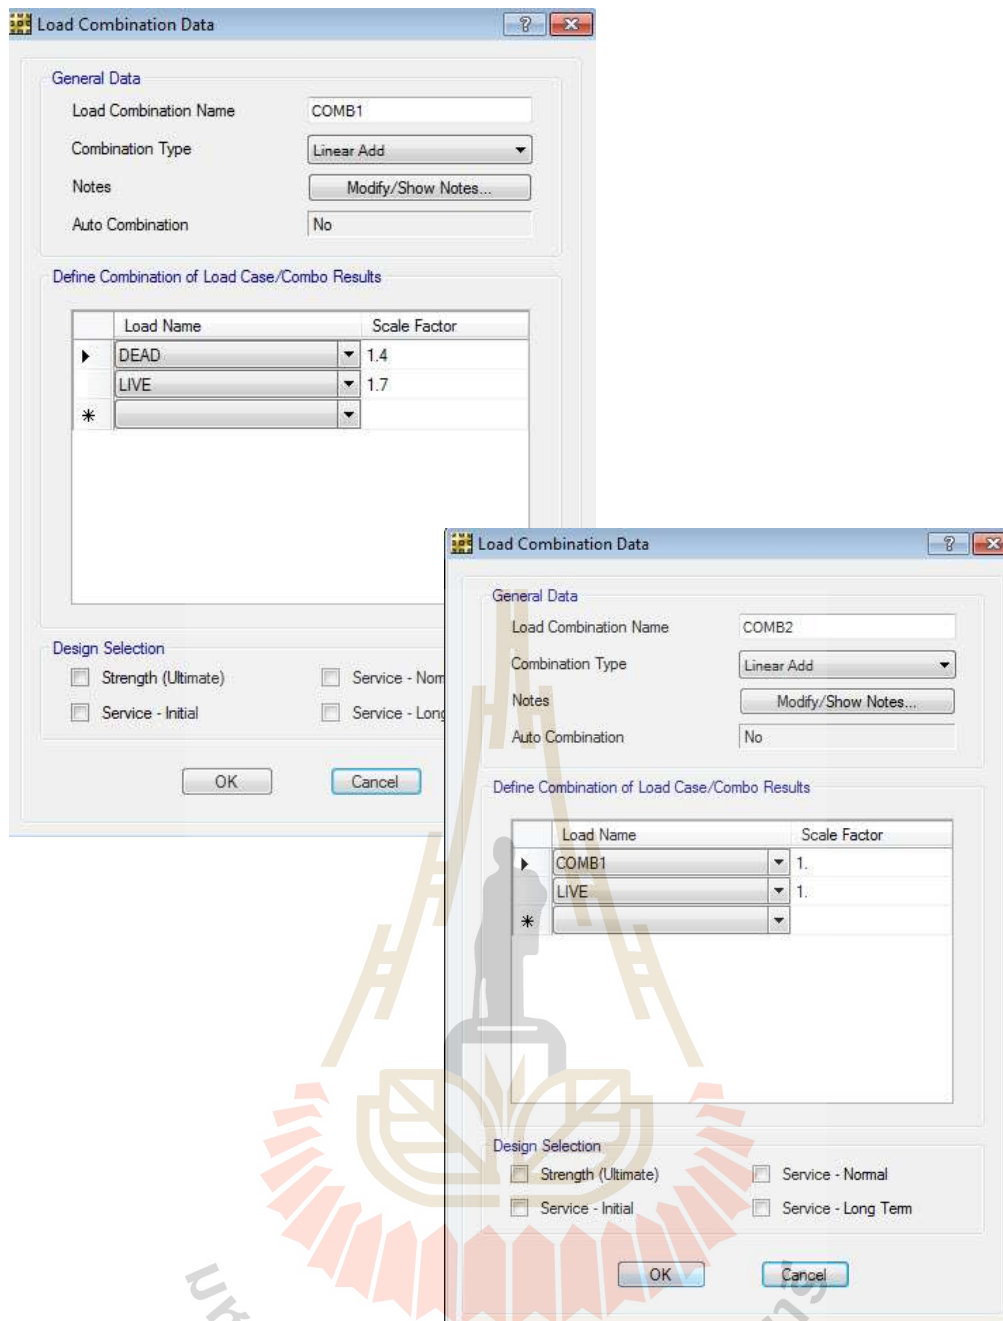 Load Combination Data
General Data
Load Combination Name COMB1
Combination Type Linear Add
Notes Modify/Show Notes...
Auto Combination No
Define Combination of Load Case/Combo Results
Load Name Scale Factor
DEAD 1.4
LIVE 1.7
Design Selection
Strength (Ultimate) Service - Nom
Service - Initial Service - Long
OK Cancel
Load Combination Data
General Data
Load Combination Name COMB2
Combination Type Linear Add
Notes Modify/Show Notes...
Auto Combination No
Define Combination of Load Case/Combo Results
Load Name Scale Factor
COMB1 1.
LIVE 1.
Design Selection
Strength (Ultimate) Service - Normal
Service - Initial Service - Long Term
OK Cancel